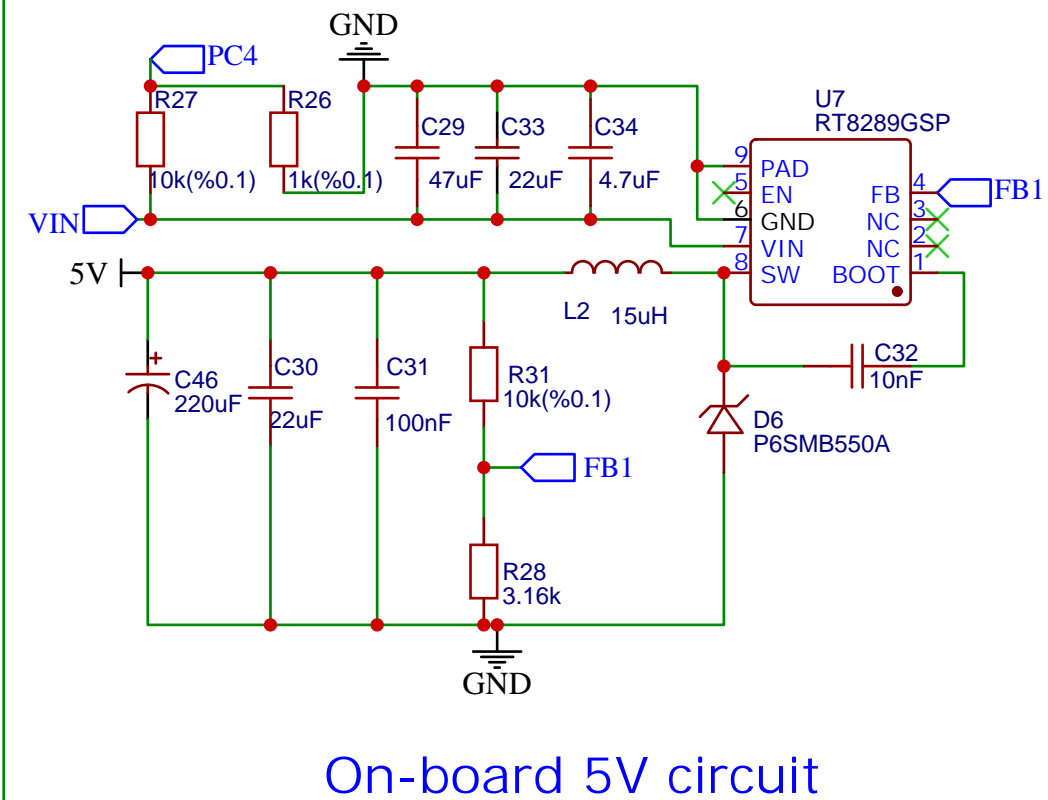 GND
PC4
R27
R26
10k(%0.1)
1k(%0.1)
C29
47uF
C33
22uF
C34
4.7uF
VIN
U7
RT8289GSP
9 PAD
5 EN
6 GND
7 VIN
8 SW
FB 4
NC 3
NC 2
BOOT 1
FB1
5V
L2
15uH
C46
220uF
+
C30
22uF
C31
100nF
R31
10k(%0.1)
FB1
R28
3.16k
C32
10nF
D6
P6SMB550A
GND
On-board 5V circuit